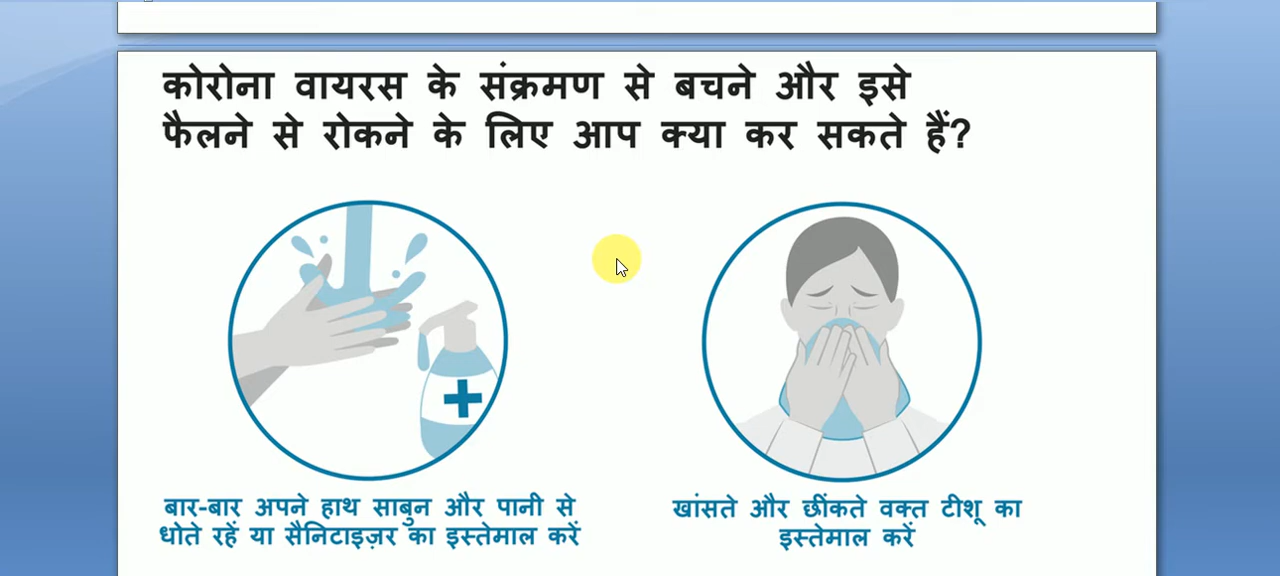 कोरोना वायरस के संक्रमण से बचने और इसे
फैलने से रोकने के लिए आप क्या कर सकते हैं?
बार-बार अपने हाथ साबुन और पानी से
धोते रहें या सैनिटाइज़र का इस्तेमाल करें
खांसते और छींकते वक्त टीशू का
इस्तेमाल करें